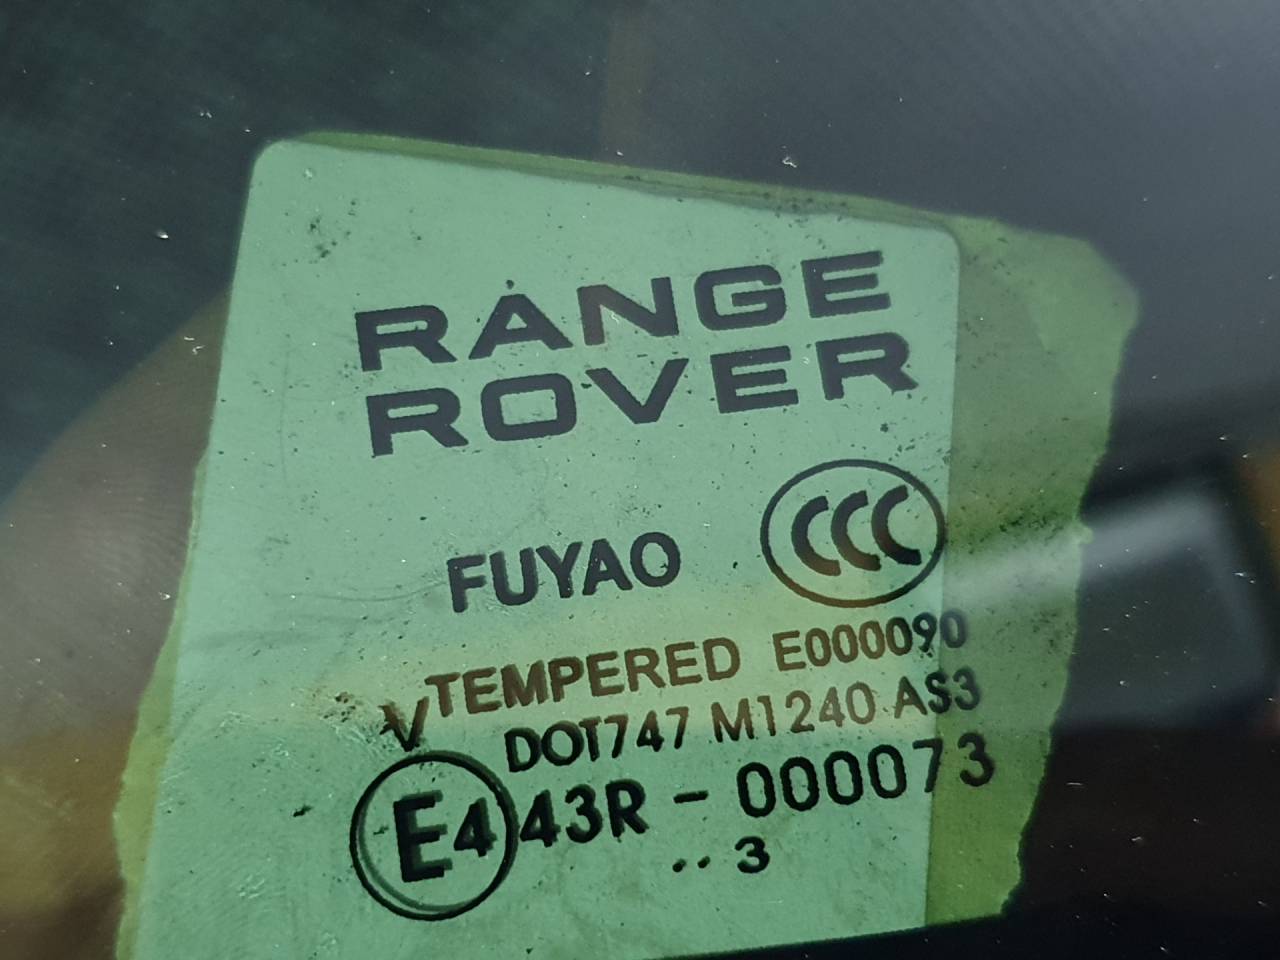 RANGE
ROVER
FUYAO CCC
TEMPERED E000090
V
DOT747 M1240 AS3
E4 43R - 000073
.. 3